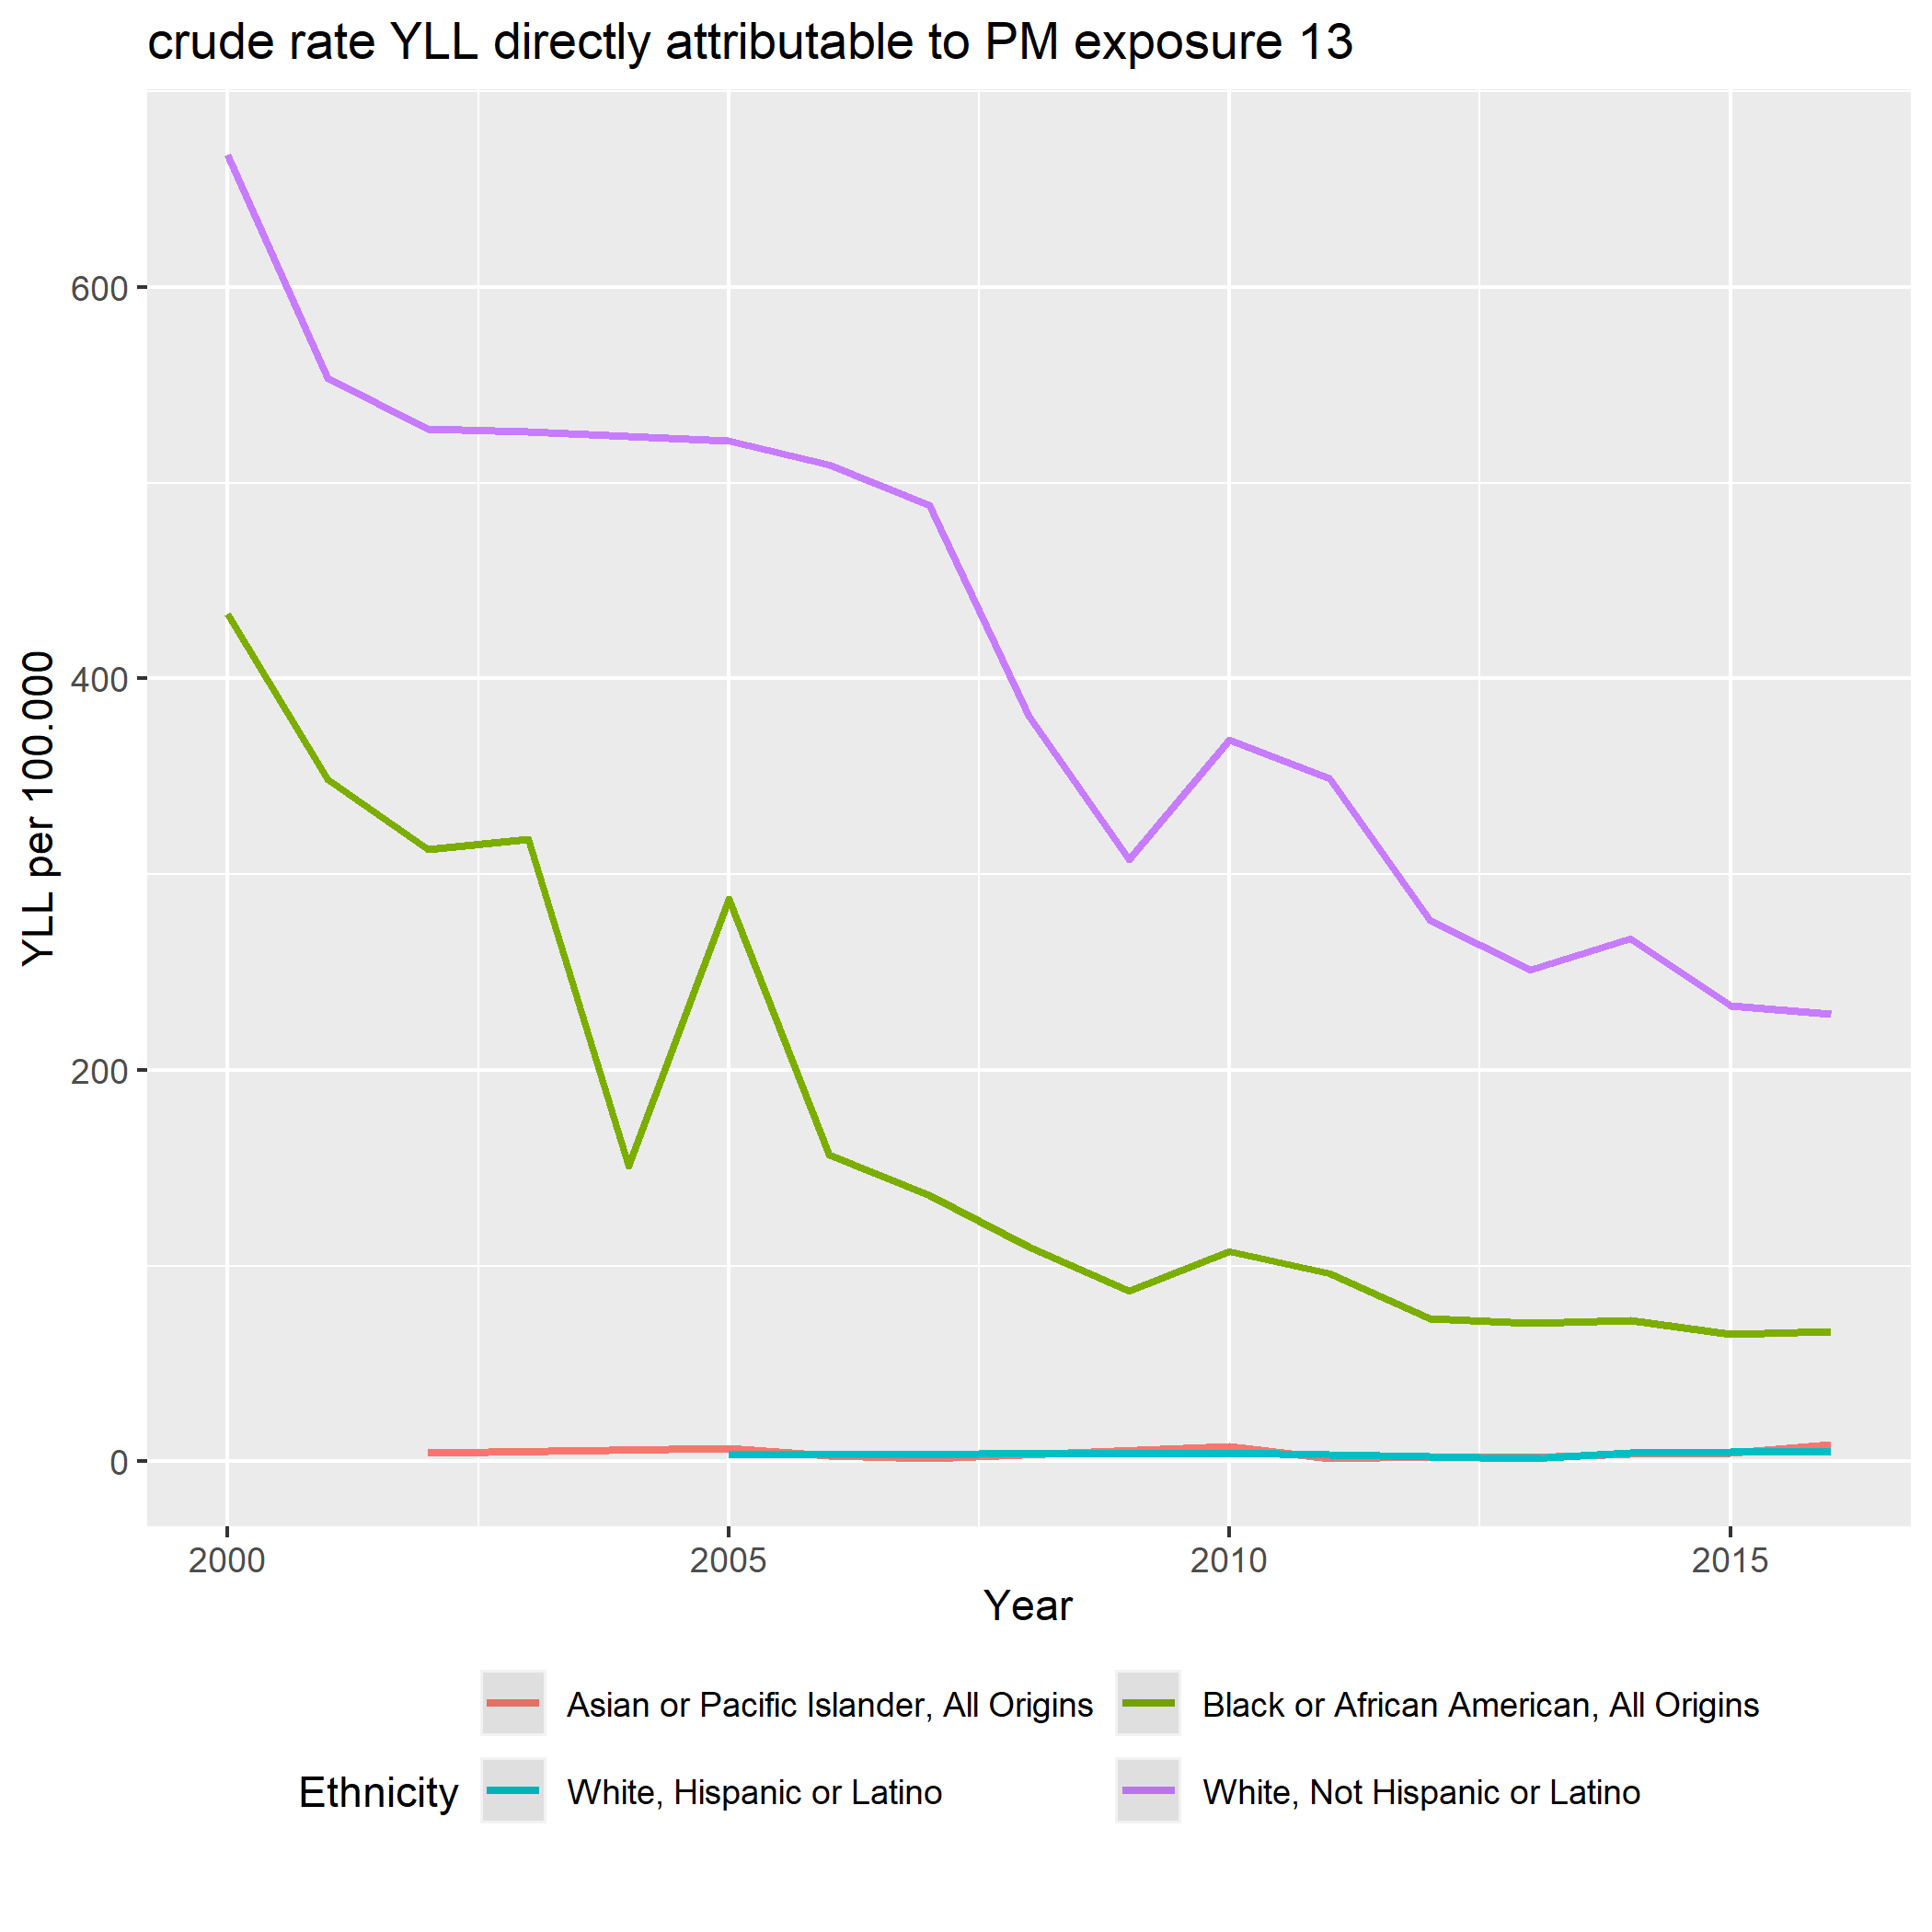 crude rate YLL directly attributable to PM exposure 13
YLL per 100.000
600
400
200
0
2000 2005 2010 2015
Year
Ethnicity
Asian or Pacific Islander, All Origins
Black or African American, All Origins
White, Hispanic or Latino
White, Not Hispanic or Latino